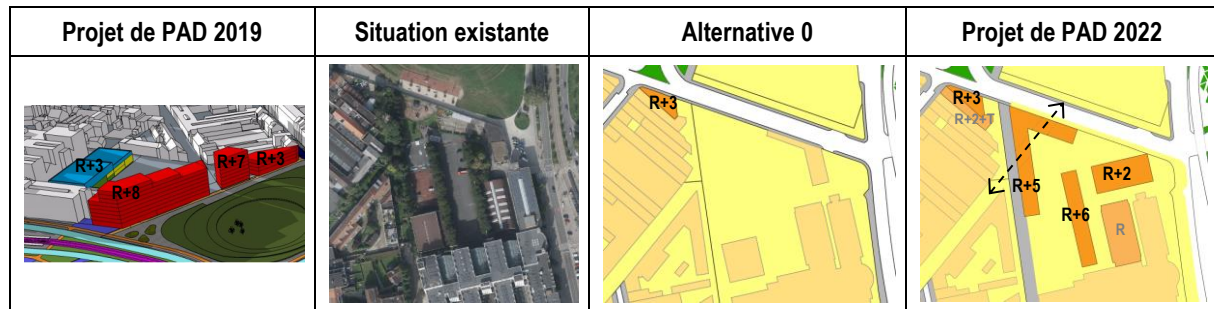 Projet de PAD 2019
Situation existante
Alternative 0
Projet de PAD 2022
R+3
R+8
R+7
R+3
R+3
R+3
R+2+T
R+5
R+6
R+2
R